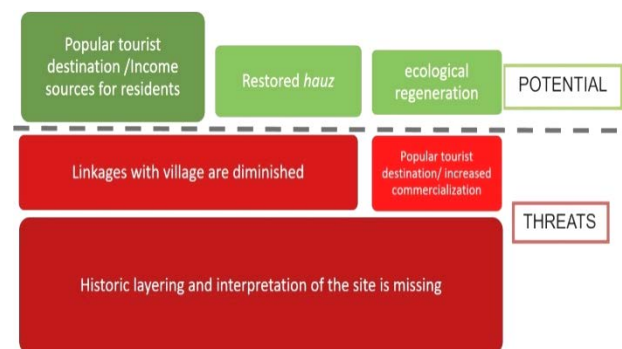 Popular tourist
destination /Income
sources for residents
Restored hauz
ecological
regeneration
POTENTIAL
Linkages with village are diminished
Popular tourist
destination/ increased
commercialization
THREATS
Historic layering and interpretation of the site is missing